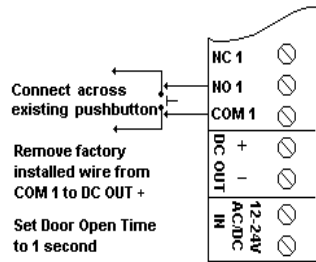 NC 1
NO 1
COM 1
Connect across
existing pushbutton
Remove factory
installed wire from
COM 1 to DC OUT +
Set Door Open Time
to 1 second
DC OUT
+
−
12-24V
AC/DC
IN